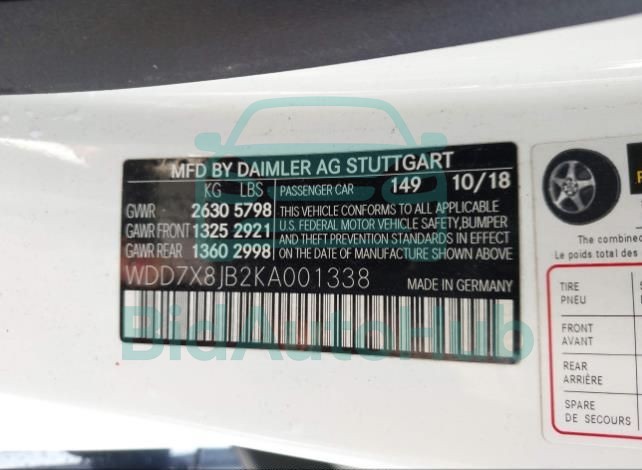 MFD BY DAIMLER AG STUTTGART
KG LBS PASSENGER CAR 149 10/18
GVWR 2630 5798 THIS VEHICLE CONFORMS TO ALL APPLICABLE
GAWR FRONT 1325 2921 U.S. FEDERAL MOTOR VEHICLE SAFETY, BUMPER
GAWR REAR 1360 2998 AND THEFT PREVENTION STANDARDS IN EFFECT
ON THE DATE OF MANUFACTURE SHOWN ABOVE
WDD7X8JB2KA001338 MADE IN GERMANY
BidAutoHub
The combined
Le poids total des
TIRE
PNEU
FRONT
AVANT
REAR
ARRIÈRE
SPARE
DE SECOURS